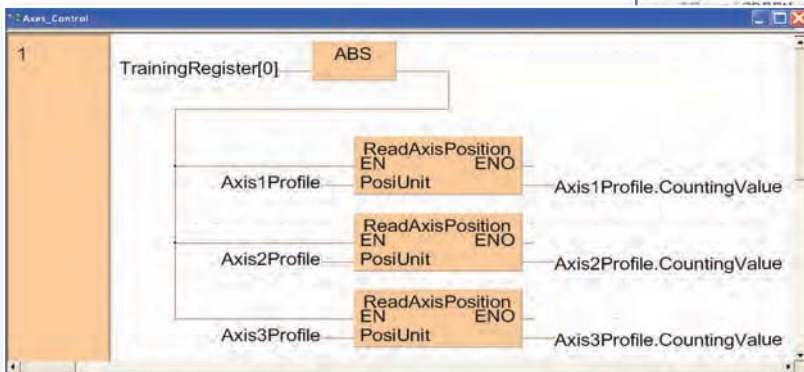 Axes_Control
1
ABS
TrainingRegister[0]
ReadAxisPosition
EN ENO
Axis1Profile PosiUnit Axis1Profile.CountingValue
ReadAxisPosition
EN ENO
Axis2Profile PosiUnit Axis2Profile.CountingValue
ReadAxisPosition
EN ENO
Axis3Profile PosiUnit Axis3Profile.CountingValue